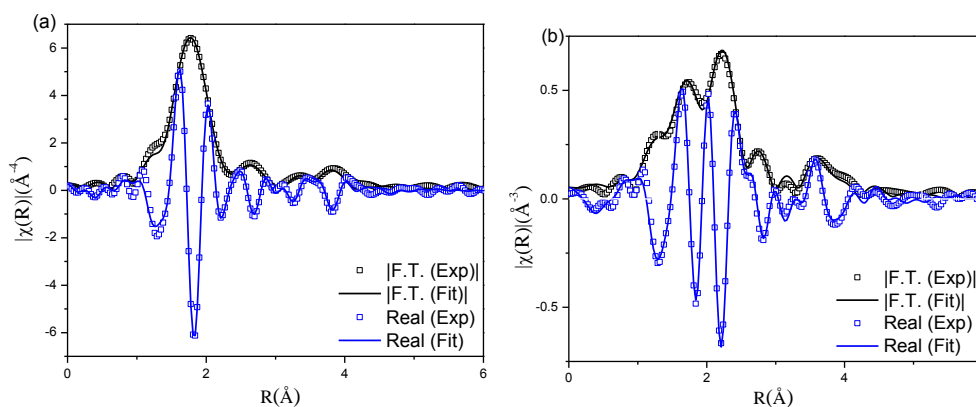 (a)
6
4
2
0
-2
-4
-6
|χ(R)|(Å⁻⁴)
|F.T. (Exp)|
|F.T. (Fit)|
Real (Exp)
Real (Fit)
0 2 4 6
R(Å)
(b)
0.5
0.0
-0.5
|χ(R)|(Å⁻³)
|F.T. (Exp)|
|F.T. (Fit)|
Real (Exp)
Real (Fit)
0 2 4
R(Å)